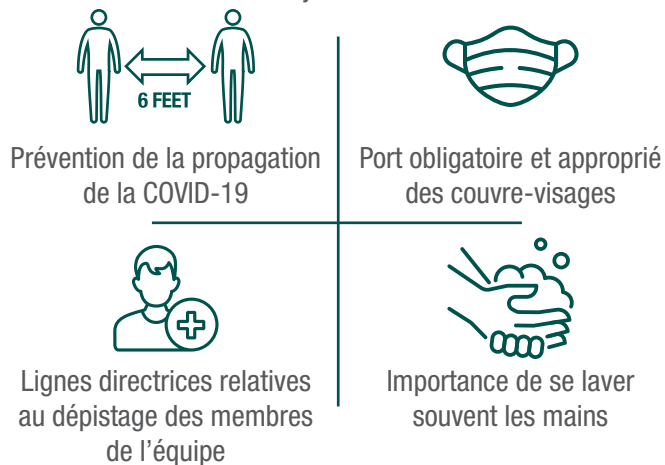 6 FEET
Prévention de la propagation
de la COVID-19
Port obligatoire et approprié
des couvre-visages
Lignes directrices relatives
au dépistage des membres
de l’équipe
Importance de se laver
souvent les mains